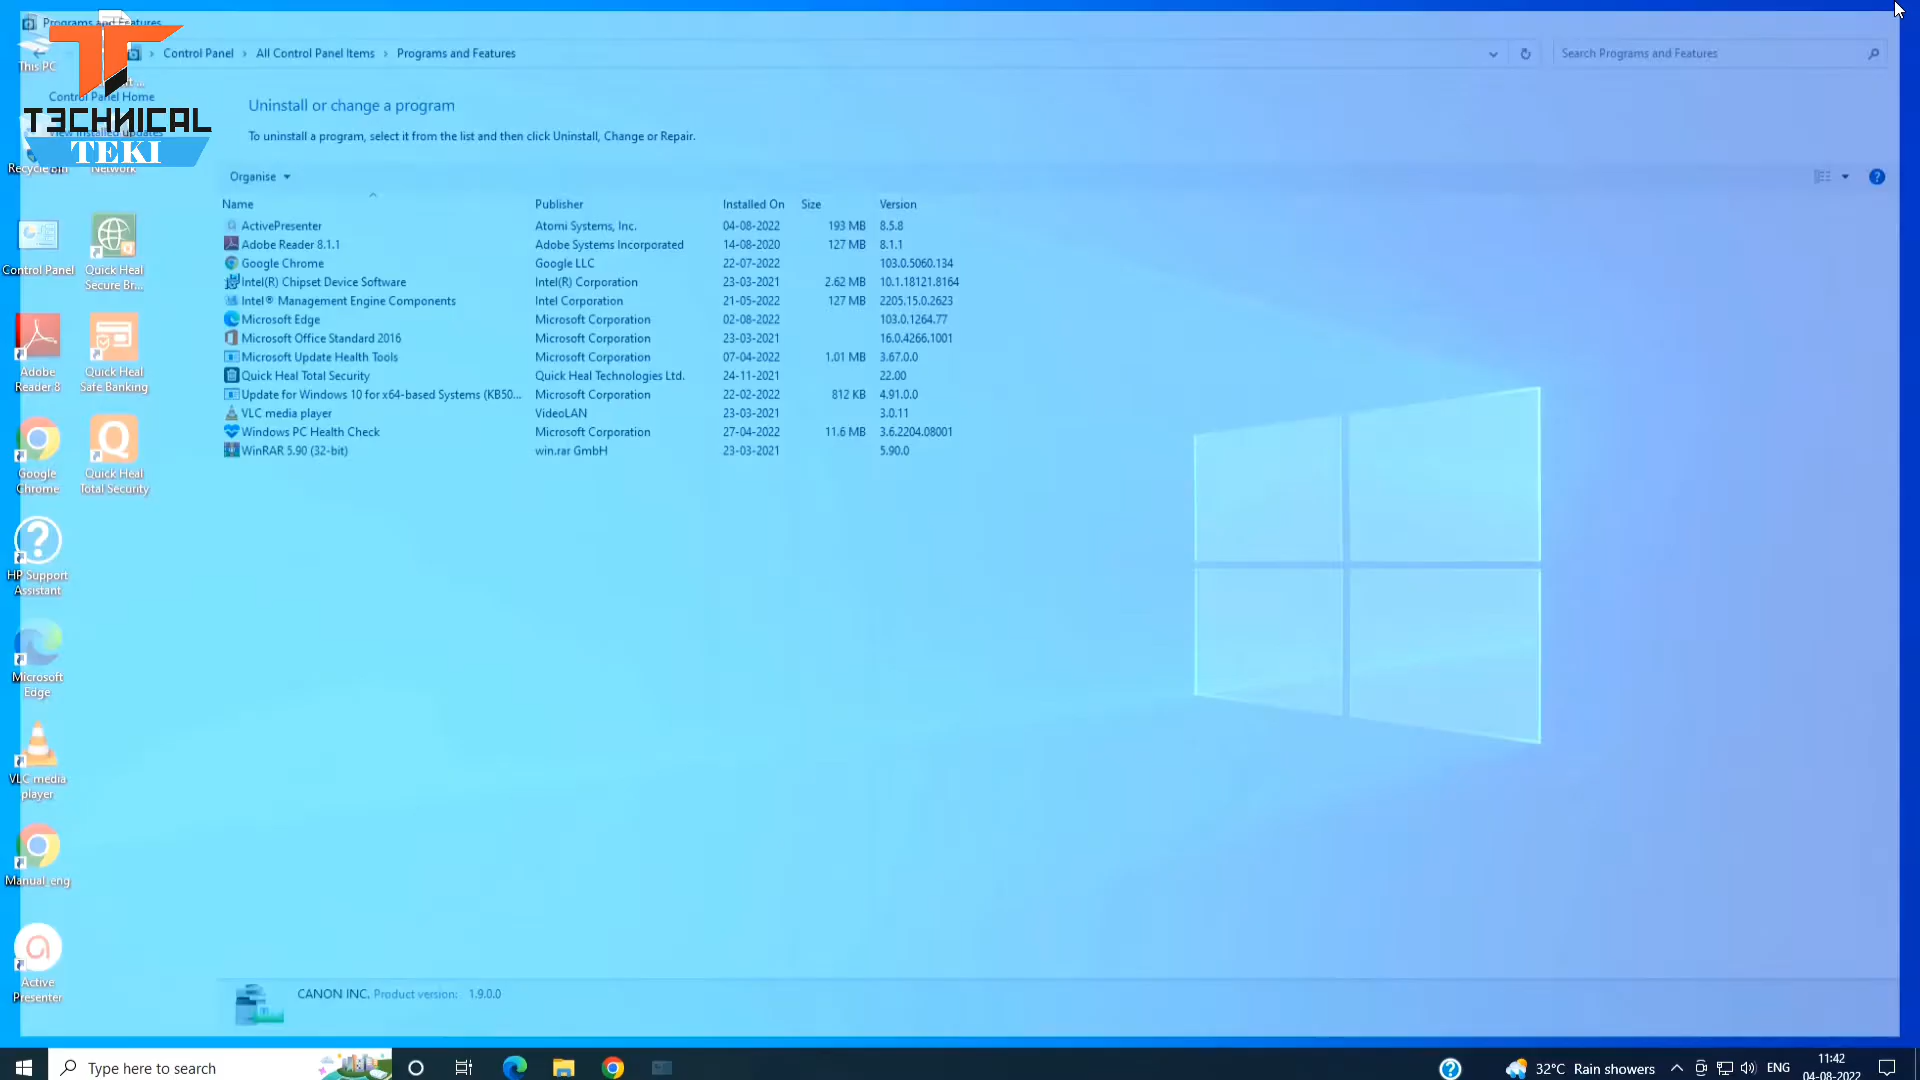 Programs and Features
Control Panel > All Control Panel Items > Programs and Features
Search Programs and Features
Control Panel Home
View installed updates
T3CHNICAL
TEKI
Uninstall or change a program
To uninstall a program, select it from the list and then click Uninstall, Change or Repair.
Organise
Name Publisher Installed On Size Version
ActivePresenter Atomi Systems, Inc. 04-08-2022 193 MB 8.5.8
Adobe Reader 8.1.1 Adobe Systems Incorporated 14-08-2020 127 MB 8.1.1
Google Chrome Google LLC 22-07-2022 103.0.5060.134
Intel(R) Chipset Device Software Intel(R) Corporation 23-03-2021 2.62 MB 10.1.18121.8164
Intel® Management Engine Components Intel Corporation 21-05-2022 127 MB 2205.15.0.2623
Microsoft Edge Microsoft Corporation 02-08-2022 103.0.1264.77
Microsoft Office Standard 2016 Microsoft Corporation 23-03-2021 16.0.4266.1001
Microsoft Update Health Tools Microsoft Corporation 07-04-2022 1.01 MB 3.67.0.0
Quick Heal Total Security Quick Heal Technologies Ltd. 24-11-2021 22.00
Update for Windows 10 for x64-based Systems (KB50... Microsoft Corporation 22-02-2022 812 KB 4.91.0.0
VLC media player VideoLAN 23-03-2021 3.0.11
Windows PC Health Check Microsoft Corporation 27-04-2022 11.6 MB 3.6.2204.08001
WinRAR 5.90 (32-bit) win.rar GmbH 23-03-2021 5.90.0
CANON INC. Product version: 1.9.0.0
This PC
Recycle Bin
Network
Control Panel
Quick Heal
Secure Br...
Adobe
Reader 8
Quick Heal
Safe Banking
Google
Chrome
Quick Heal
Total Security
HP Support
Assistant
Microsoft
Edge
VLC media
player
Manual_eng
Active
Presenter
Type here to search
32°C Rain showers
ENG
11:42
04-08-2022